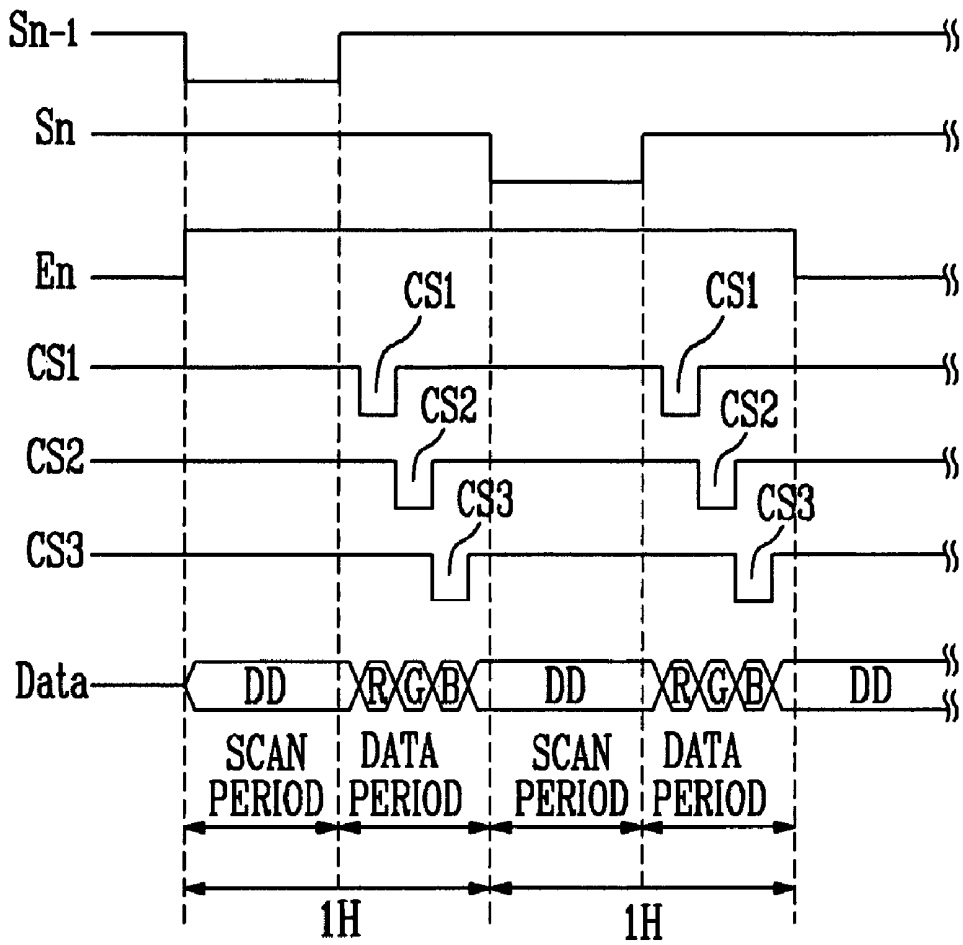 Sn-1
Sn
En
CS1
CS1
CS1
CS2
CS2
CS2
CS3
CS3
CS3
Data
DD
R
G
B
DD
R
G
B
DD
SCAN PERIOD
DATA PERIOD
SCAN PERIOD
DATA PERIOD
1H
1H